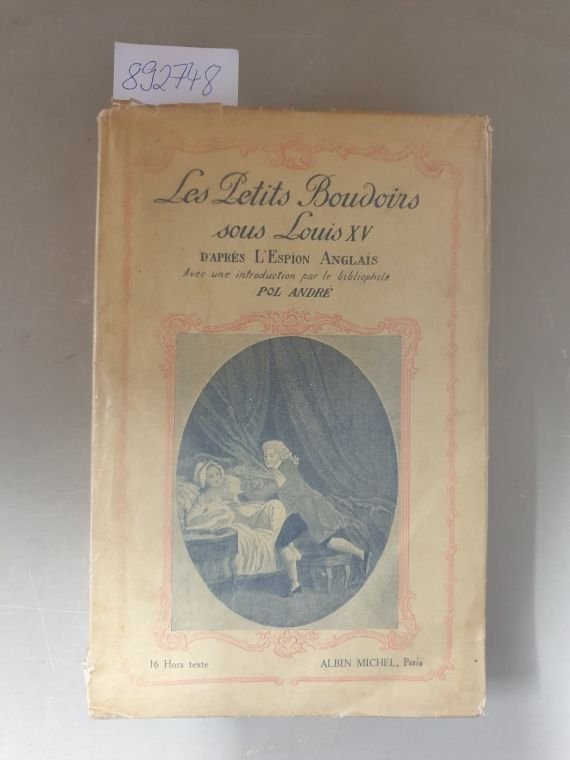 892748
Les Petits Boudoirs
sous Louis XV
D'APRÈS L'ESPION ANGLAIS
Avec une introduction par le bibliophile
POL ANDRÉ
16 Hors texte
ALBIN MICHEL, Paris